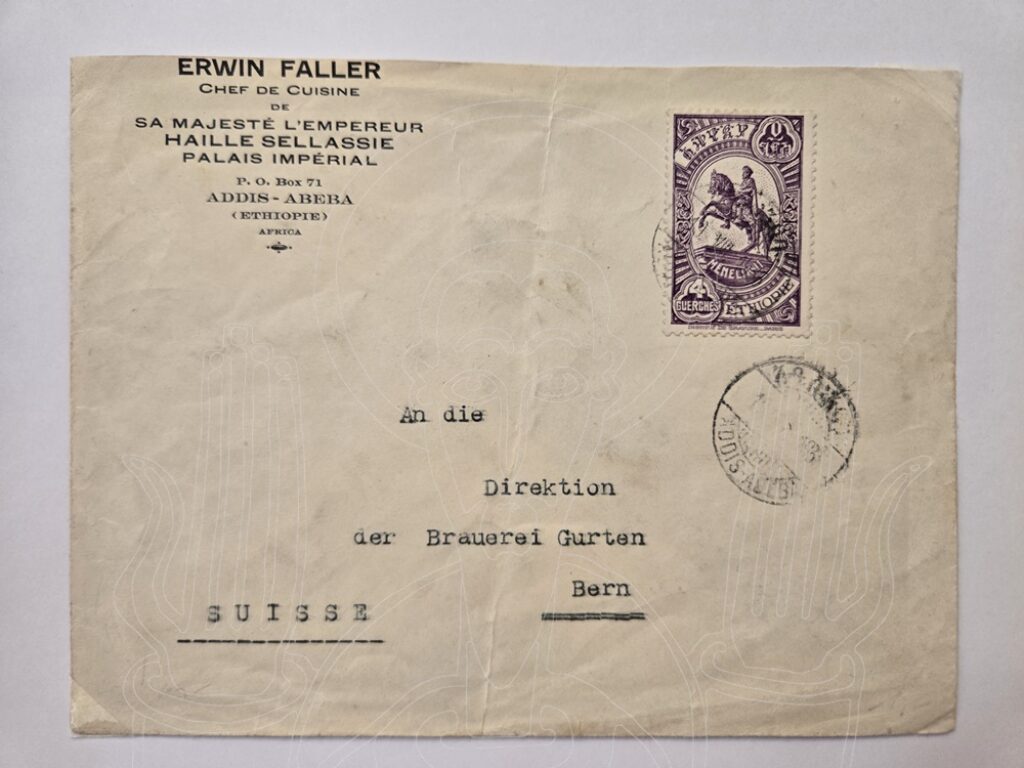 ERWIN FALLER
CHEF DE CUISINE
DE
SA MAJESTÉ L'EMPEREUR
HAILLE SELLASSIE
PALAIS IMPÉRIAL
P. O. Box 71
ADDIS-ABEBA
(ETHIOPIE)
AFRICA
4
GUERCHES
ETHIOPIE
ADDIS-ABEBA
An die
Direktion
der Brauerei Gurten
Bern
SUISSE